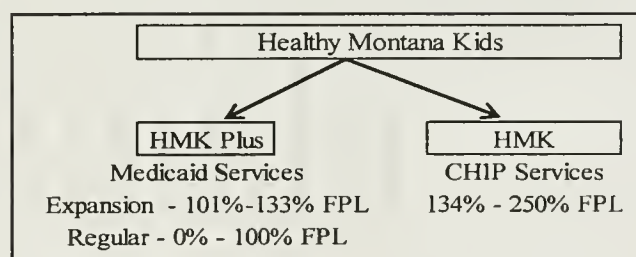 Healthy Montana Kids
HMK Plus
Medicaid Services
Expansion - 101%-133% FPL
Regular - 0% - 100% FPL
HMK
CHIP Services
134% - 250% FPL